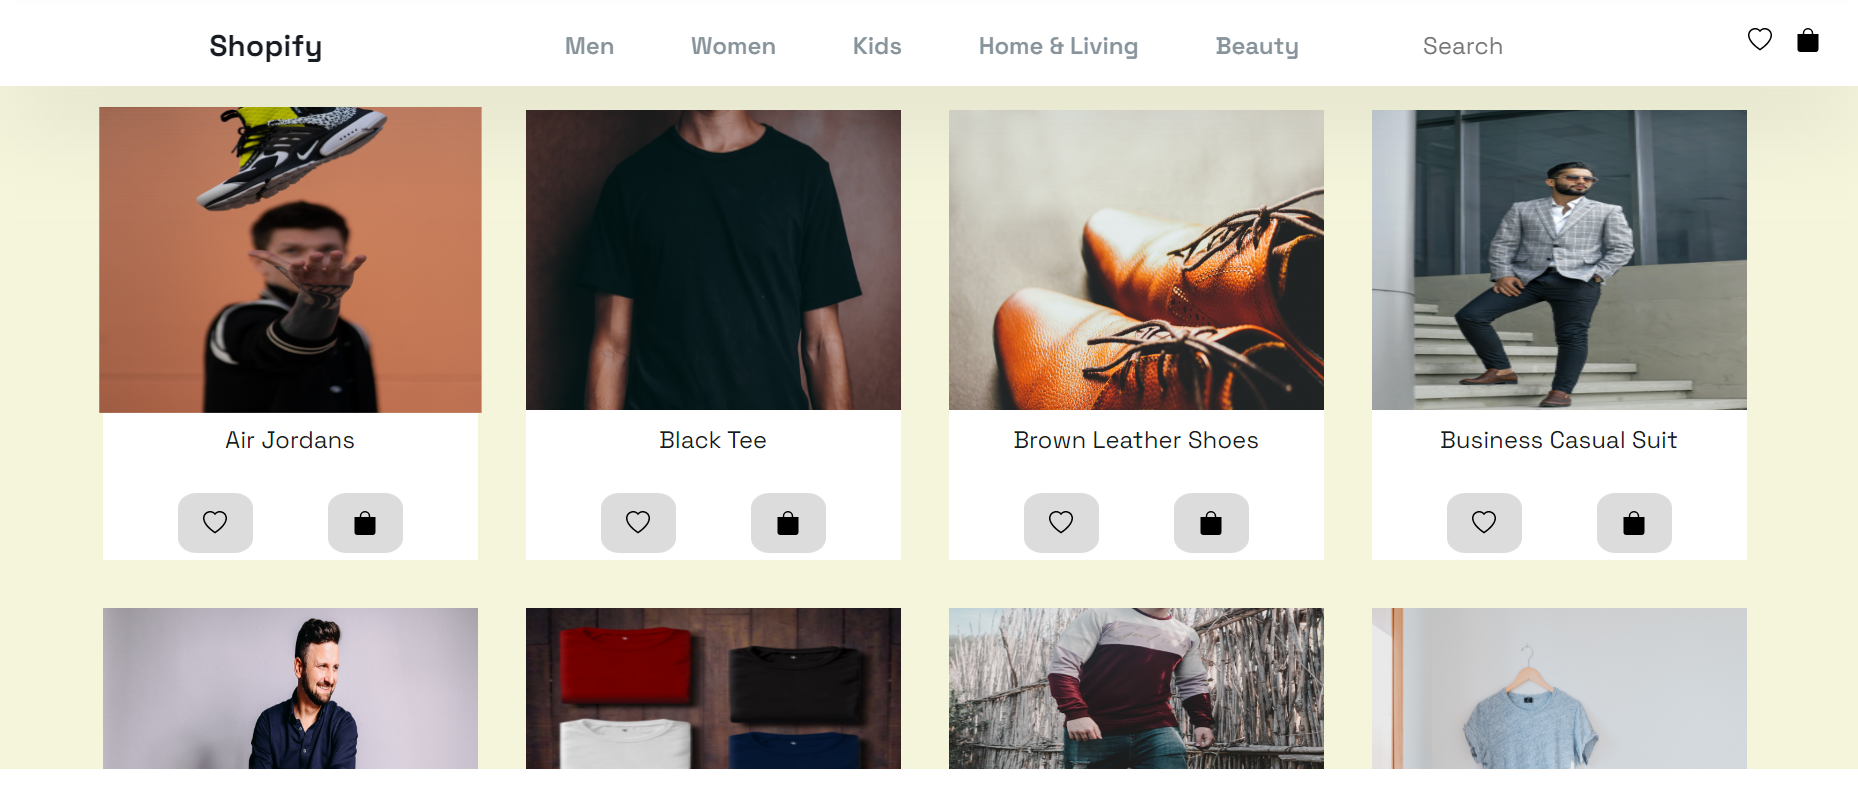 Shopify Men Women Kids Home & Living Beauty Search
Air Jordans
Black Tee
Brown Leather Shoes
Business Casual Suit